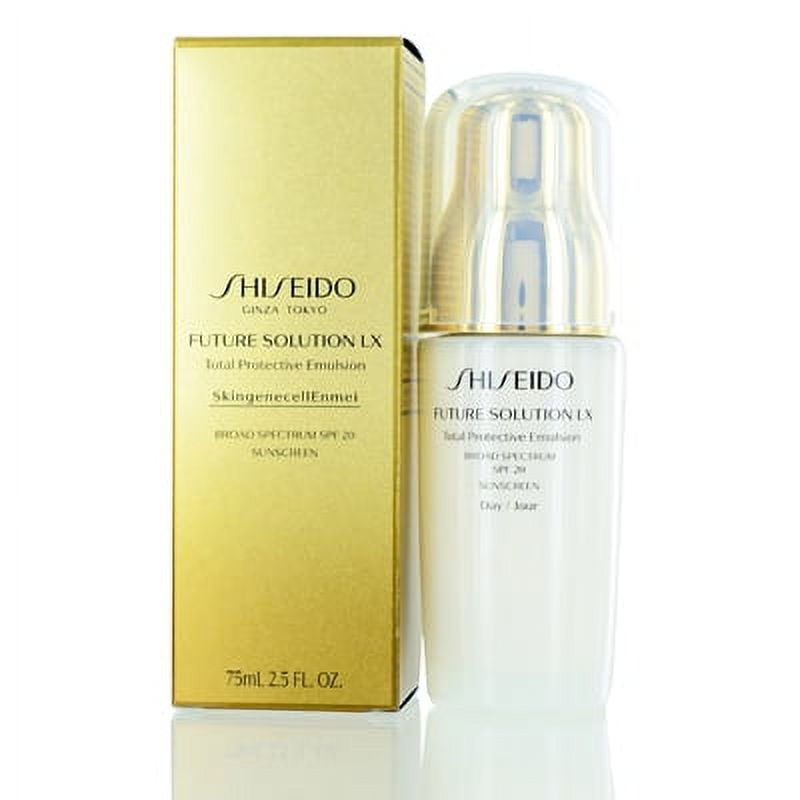 SHISEIDO
GINZA TOKYO
FUTURE SOLUTION LX
Total Protective Emulsion
SkingenecellEnmei
BROAD SPECTRUM SPF 20
SUNSCREEN
75mL 2.5 FL. OZ.
SHISEIDO
FUTURE SOLUTION LX
Total Protective Emulsion
BROAD SPECTRUM
SPF 20
SUNSCREEN
Day / Jour